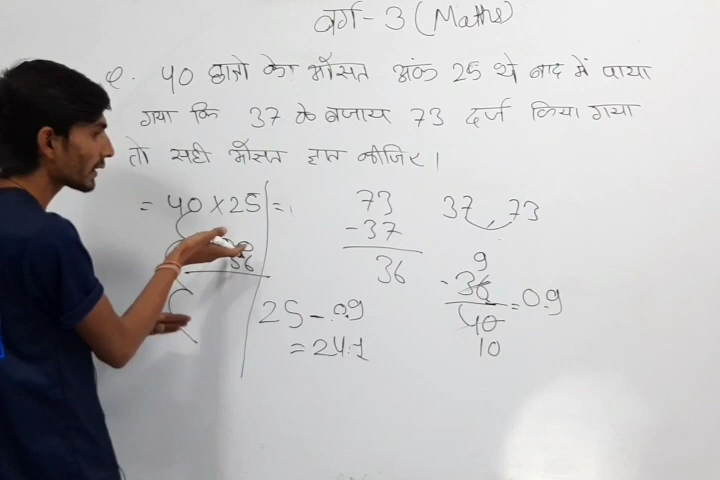 वर्ग - 3 (Maths)
Q. 40 छात्रो का औसत अंक 25 थे बाद में पाया
गया कि 37 के बजाय 73 दर्ज किया गया
तो सही औसत ज्ञात कीजिए।
= 40 × 25 =
36
73
- 37
36
37 73
9
- 36
40 = 0.9
10
25 - 0.9
= 24.1